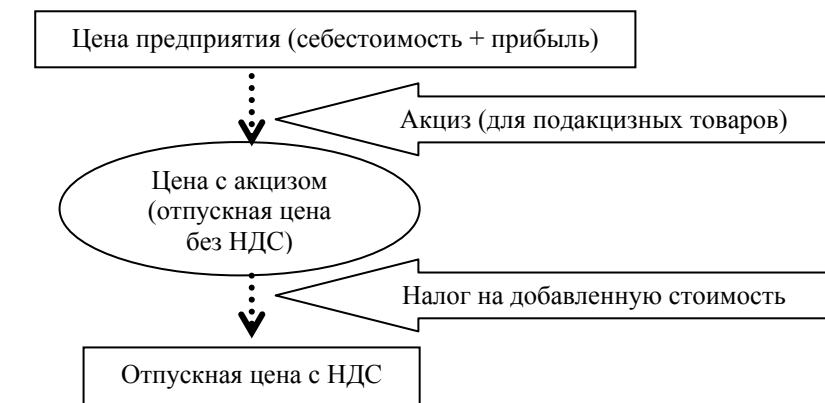 Цена предприятия (себестоимость + прибыль)
Акциз (для подакцизных товаров)
Цена с акцизом
(отпускная цена
без НДС)
Налог на добавленную стоимость
Отпускная цена с НДС